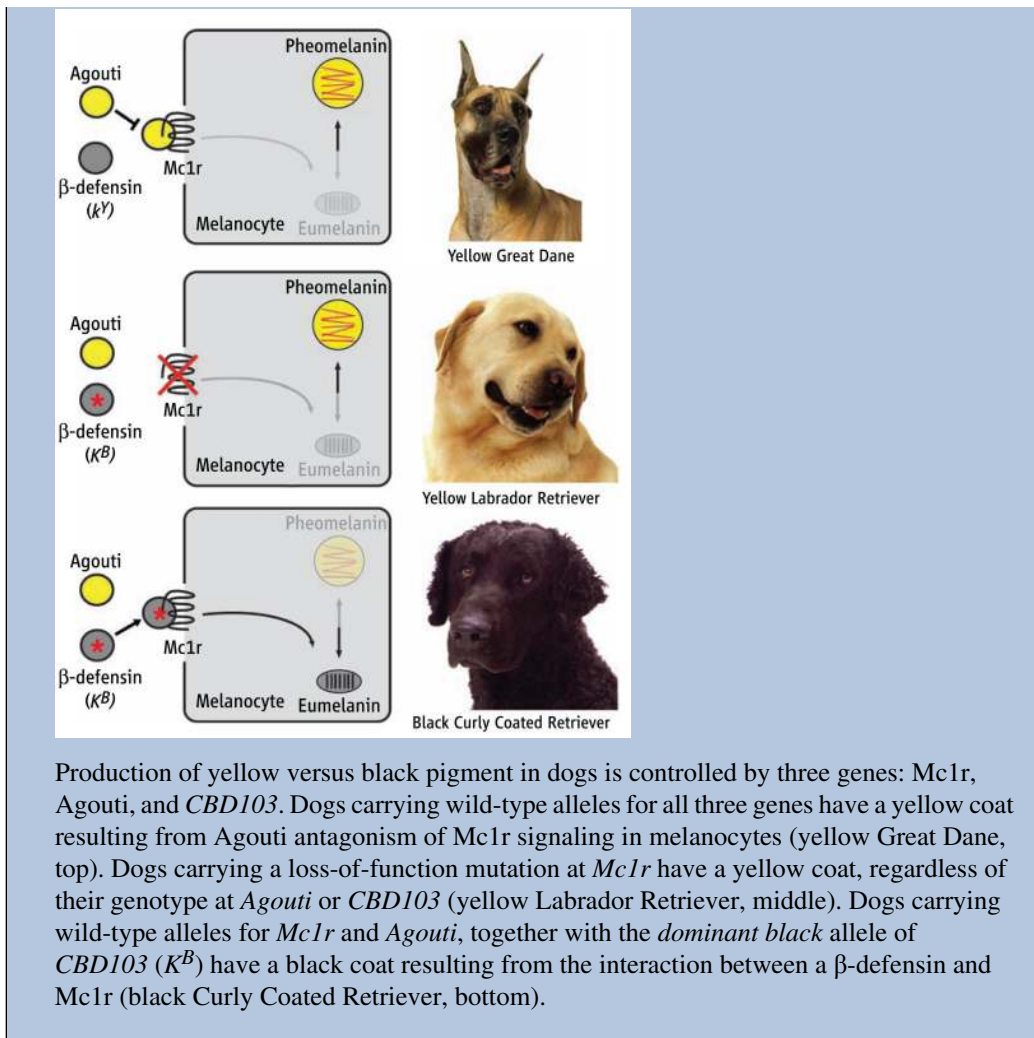 Pheomelanin
Agouti
Mc1r
β-defensin
(kY)
Melanocyte
Eumelanin
Yellow Great Dane
Pheomelanin
Agouti
*
Mc1r
β-defensin
(KB)
Melanocyte
Eumelanin
Yellow Labrador Retriever
Pheomelanin
Agouti
*
*
Mc1r
β-defensin
(KB)
Melanocyte
Eumelanin
Black Curly Coated Retriever
Production of yellow versus black pigment in dogs is controlled by three genes: Mc1r,
Agouti, and CBD103. Dogs carrying wild-type alleles for all three genes have a yellow coat
resulting from Agouti antagonism of Mc1r signaling in melanocytes (yellow Great Dane,
top). Dogs carrying a loss-of-function mutation at Mc1r have a yellow coat, regardless of
their genotype at Agouti or CBD103 (yellow Labrador Retriever, middle). Dogs carrying
wild-type alleles for Mc1r and Agouti, together with the dominant black allele of
CBD103 (KB) have a black coat resulting from the interaction between a β-defensin and
Mc1r (black Curly Coated Retriever, bottom).